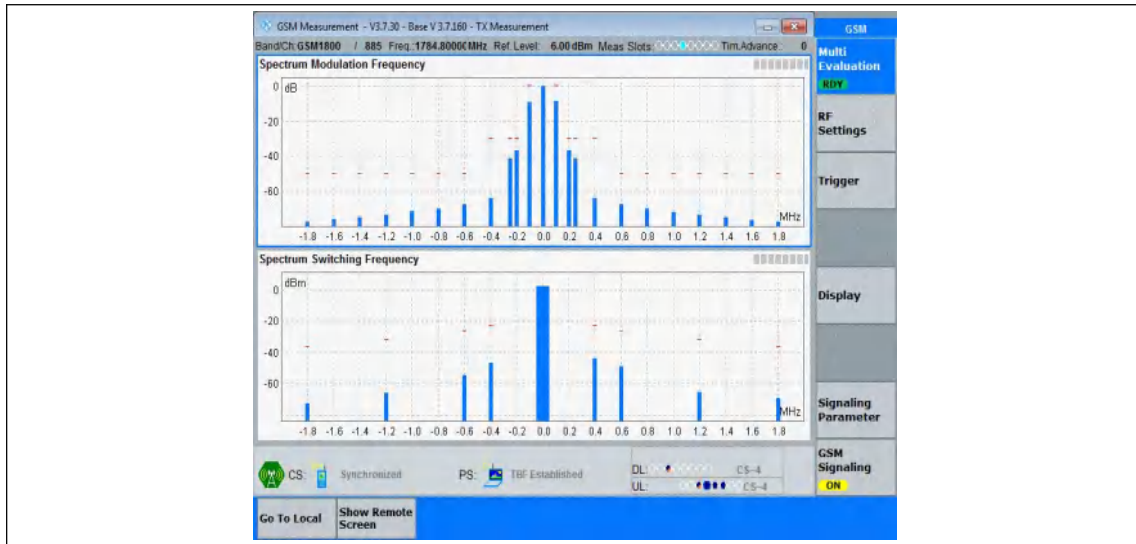 GSM Measurement - V3.7.30 - Base V 3.7.160 - TX Measurement
GSM
Band/Ch: GSM1800 / 885 Freq.:1784.80000 MHz Ref. Level: 6.00 dBm Meas Slots: Tim.Advance: 0
Multi
Evaluation
RDY
Spectrum Modulation Frequency
0 dB
-20
-40
-60
MHz
-1.8 -1.6 -1.4 -1.2 -1.0 -0.8 -0.6 -0.4 -0.2 0.0 0.2 0.4 0.6 0.8 1.0 1.2 1.4 1.6 1.8
RF
Settings
Trigger
Spectrum Switching Frequency
0 dBm
-20
-40
-60
MHz
-1.8 -1.6 -1.4 -1.2 -1.0 -0.8 -0.6 -0.4 -0.2 0.0 0.2 0.4 0.6 0.8 1.0 1.2 1.4 1.6 1.8
Display
Signaling
Parameter
CS: Synchronized PS: TBF Established DL: CS-4
UL: CS-4
GSM
Signaling
ON
Go To Local
Show Remote
Screen